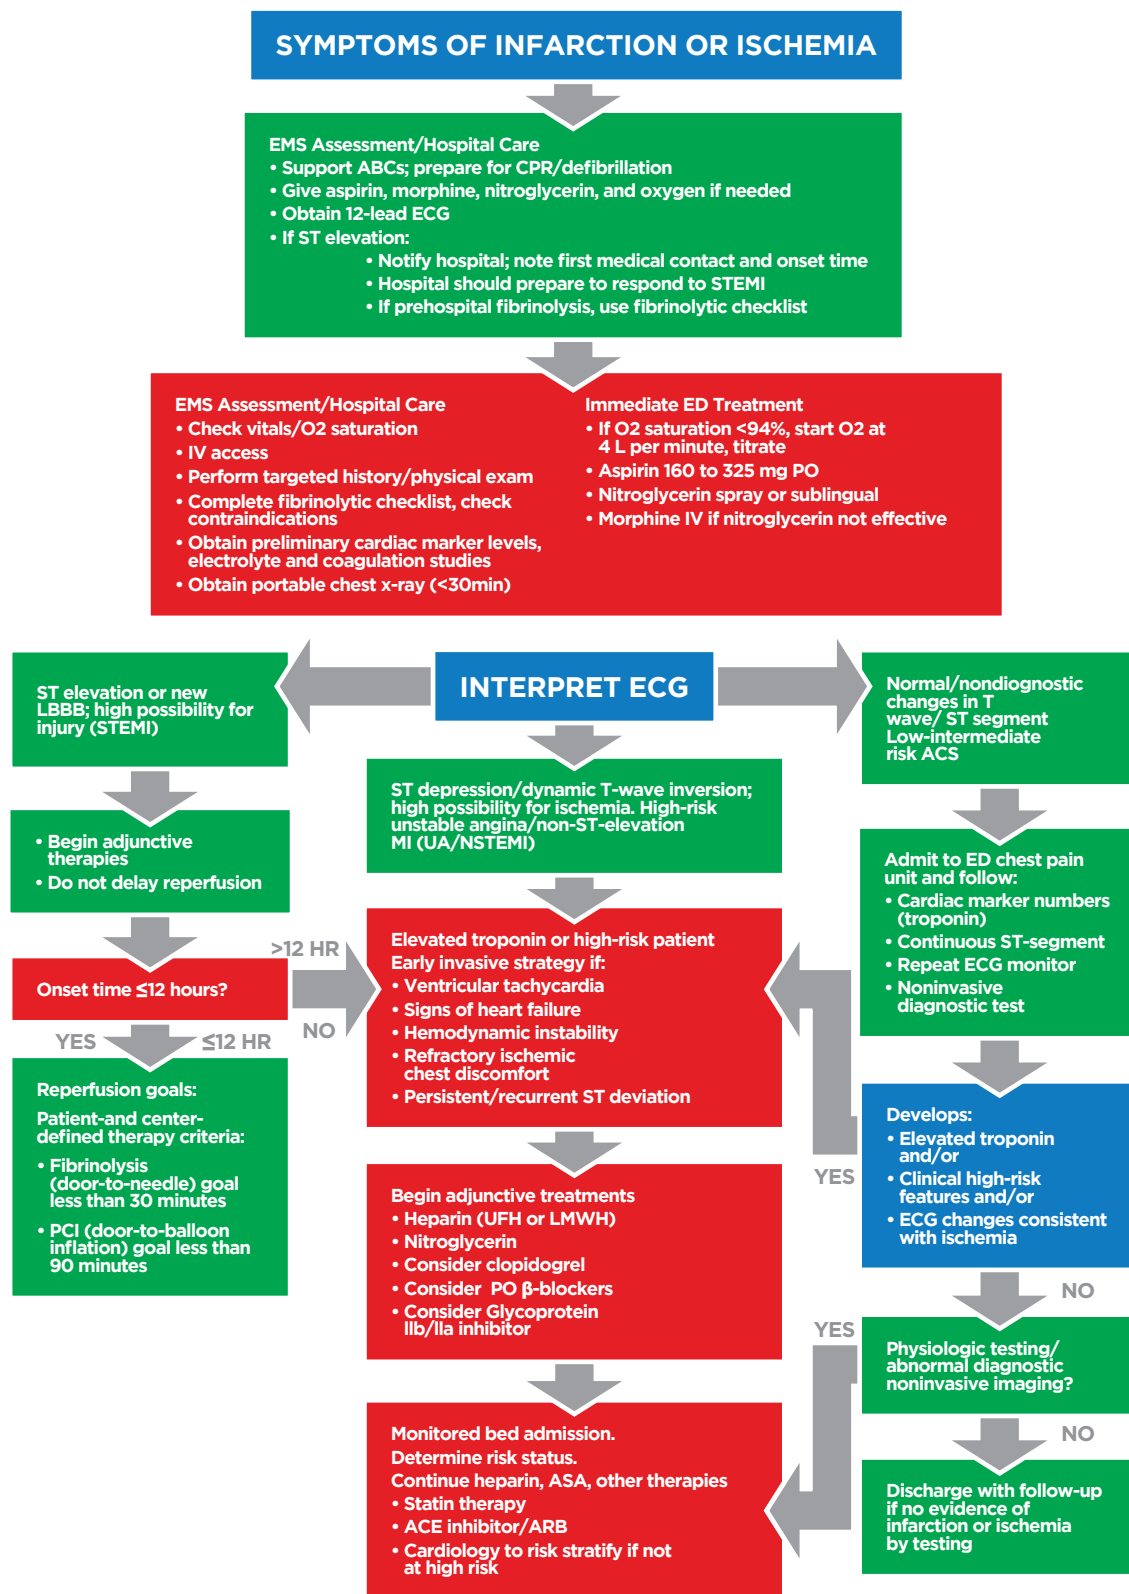 SYMPTOMS OF INFARCTION OR ISCHEMIA
EMS Assessment/Hospital Care
• Support ABCs; prepare for CPR/defibrillation
• Give aspirin, morphine, nitroglycerin, and oxygen if needed
• Obtain 12-lead ECG
• If ST elevation:
• Notify hospital; note first medical contact and onset time
• Hospital should prepare to respond to STEMI
• If prehospital fibrinolysis, use fibrinolytic checklist
EMS Assessment/Hospital Care
• Check vitals/O2 saturation
• IV access
• Perform targeted history/physical exam
• Complete fibrinolytic checklist, check
contraindications
• Obtain preliminary cardiac marker levels,
electrolyte and coagulation studies
• Obtain portable chest x-ray (<30min)
Immediate ED Treatment
• If O2 saturation <94%, start O2 at
4 L per minute, titrate
• Aspirin 160 to 325 mg PO
• Nitroglycerin spray or sublingual
• Morphine IV if nitroglycerin not effective
INTERPRET ECG
ST elevation or new
LBBB; high possibility for
injury (STEMI)
• Begin adjunctive
therapies
• Do not delay reperfusion
Onset time ≤12 hours?
>12 HR
NO
YES
≤12 HR
Reperfusion goals:
Patient-and center-
defined therapy criteria:
• Fibrinolysis
(door-to-needle) goal
less than 30 minutes
• PCI (door-to-balloon
inflation) goal less than
90 minutes
ST depression/dynamic T-wave inversion;
high possibility for ischemia. High-risk
unstable angina/non-ST-elevation
MI (UA/NSTEMI)
Elevated troponin or high-risk patient
Early invasive strategy if:
• Ventricular tachycardia
• Signs of heart failure
• Hemodynamic instability
• Refractory ischemic
chest discomfort
• Persistent/recurrent ST deviation
Begin adjunctive treatments
• Heparin (UFH or LMWH)
• Nitroglycerin
• Consider clopidogrel
• Consider PO β-blockers
• Consider Glycoprotein
llb/lla inhibitor
Monitored bed admission.
Determine risk status.
Continue heparin, ASA, other therapies
• Statin therapy
• ACE inhibitor/ARB
• Cardiology to risk stratify if not
at high risk
Normal/nondiagnostic
changes in T
wave/ ST segment
Low-intermediate
risk ACS
Admit to ED chest pain
unit and follow:
• Cardiac marker numbers
(troponin)
• Continuous ST-segment
• Repeat ECG monitor
• Noninvasive
diagnostic test
Develops:
• Elevated troponin
and/or
• Clinical high-risk
features and/or
• ECG changes consistent
with ischemia
YES
NO
Physiologic testing/
abnormal diagnostic
noninvasive imaging?
YES
NO
Discharge with follow-up
if no evidence of
infarction or ischemia
by testing